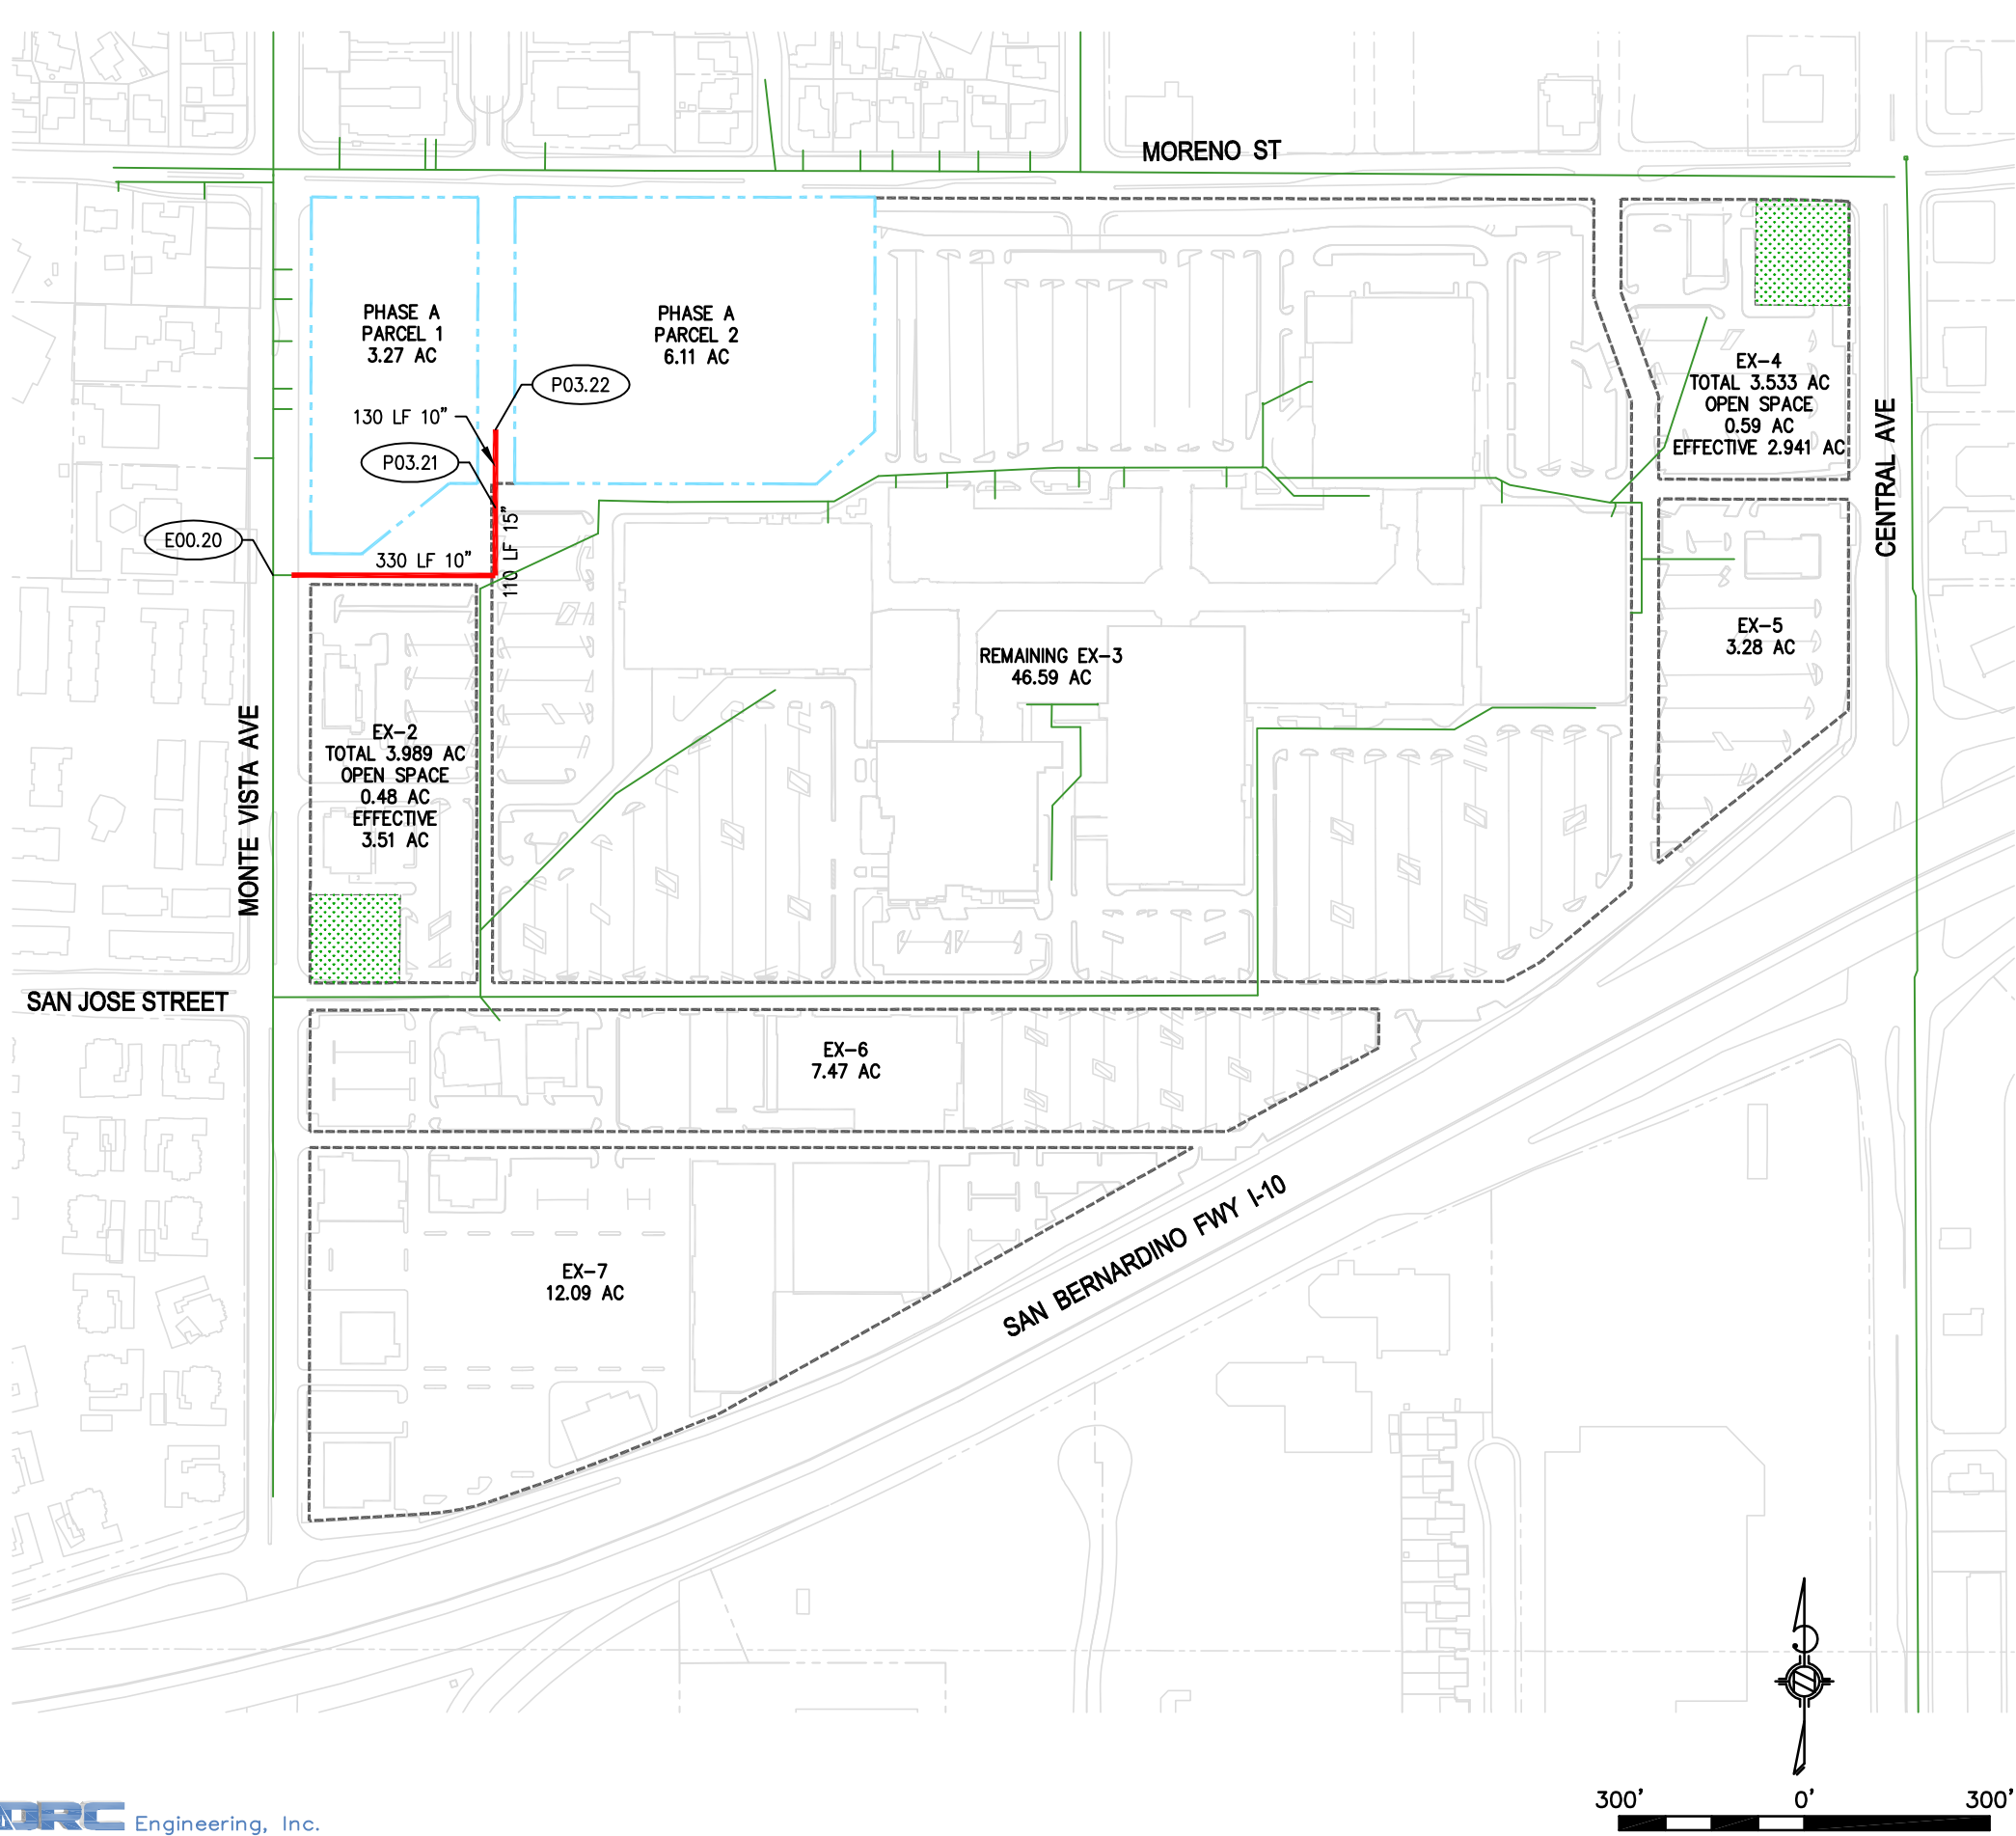 MORENO ST
PHASE A
PARCEL 1
3.27 AC
PHASE A
PARCEL 2
6.11 AC
P03.22
130 LF 10”
P03.21
E00.20
330 LF 10”
110 LF 15”
EX-4
TOTAL 3.533 AC
OPEN SPACE
0.59 AC
EFFECTIVE 2.941 AC
CENTRAL AVE
EX-5
3.28 AC
REMAINING EX-3
46.59 AC
EX-2
TOTAL 3.989 AC
OPEN SPACE
0.48 AC
EFFECTIVE
3.51 AC
MONTE VISTA AVE
SAN JOSE STREET
EX-6
7.47 AC
EX-7
12.09 AC
SAN BERNARDINO FWY I-10
300'
0'
300'
DRC Engineering, Inc.